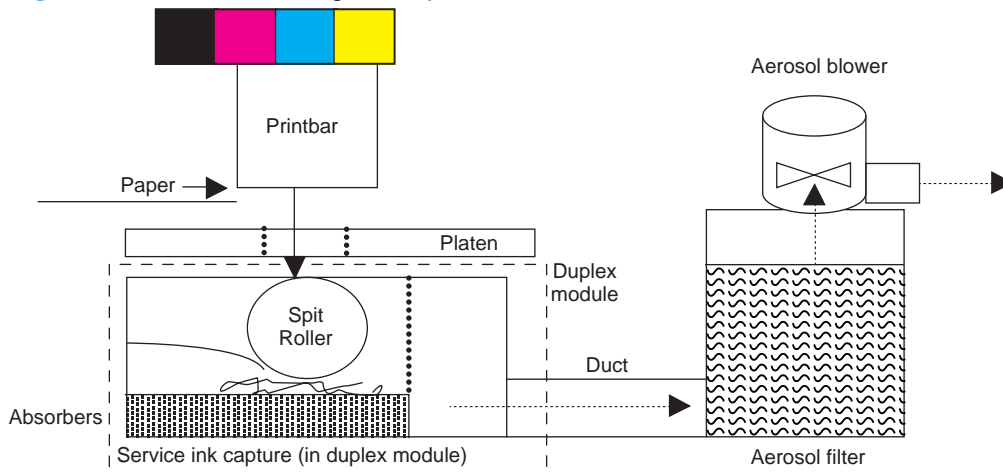 Aerosol blower
Printbar
Paper
Platen
Duplex
module
Spit
Roller
Duct
Absorbers
Service ink capture (in duplex module)
Aerosol filter